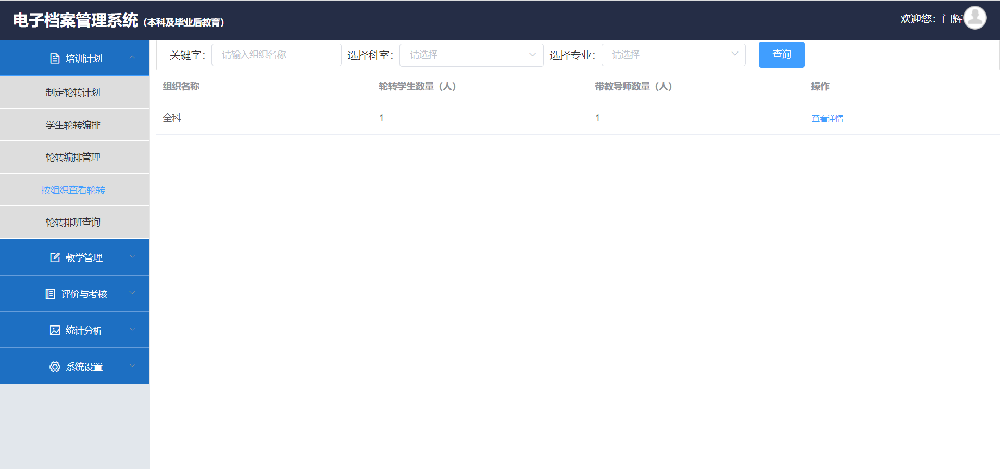 电子档案管理系统（本科及毕业后教育）
欢迎您：闫辉
培训计划
制定轮转计划
学生轮转编排
轮转编排管理
按组织查看轮转
轮转排班查询
教学管理
评价与考核
统计分析
系统设置
关键字： 请输入组织名称 选择科室： 请选择 选择专业： 请选择 查询
组织名称 轮转学生数量（人） 带教导师数量（人） 操作
全科 1 1 查看详情